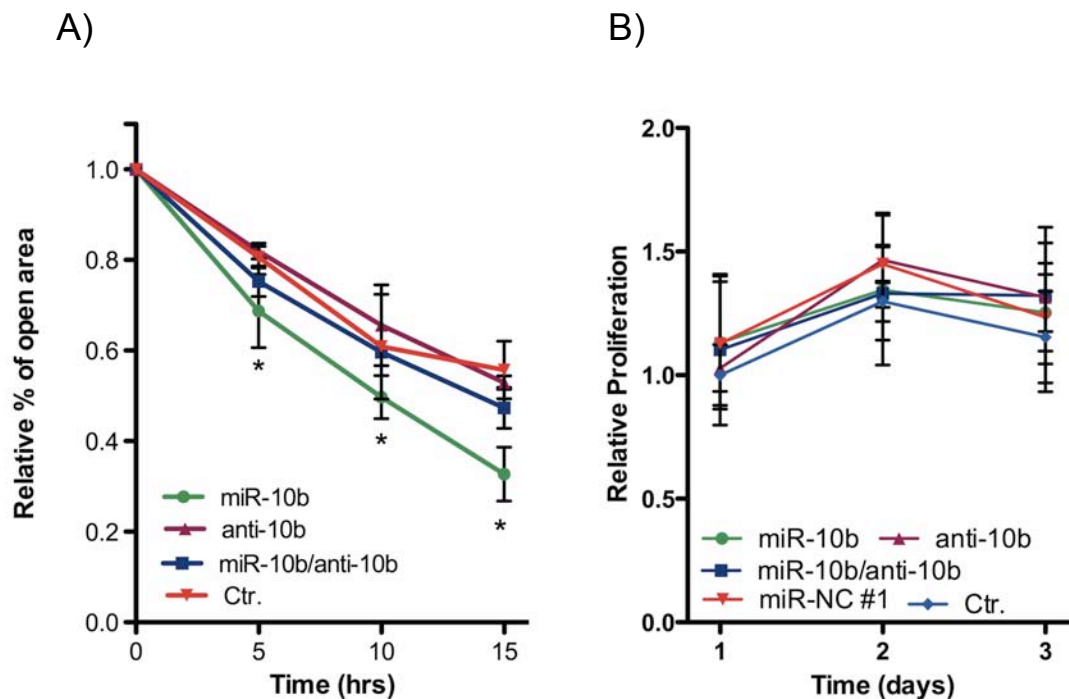 A)
B)
Relative % of open area
1.0
0.8
0.6
0.4
0.2
0.0
*
*
*
miR-10b
anti-10b
miR-10b/anti-10b
Ctr.
0 5 10 15
Time (hrs)
Relative Proliferation
2.0
1.5
1.0
0.5
0.0
miR-10b anti-10b
miR-10b/anti-10b
miR-NC #1 Ctr.
1 2 3
Time (days)